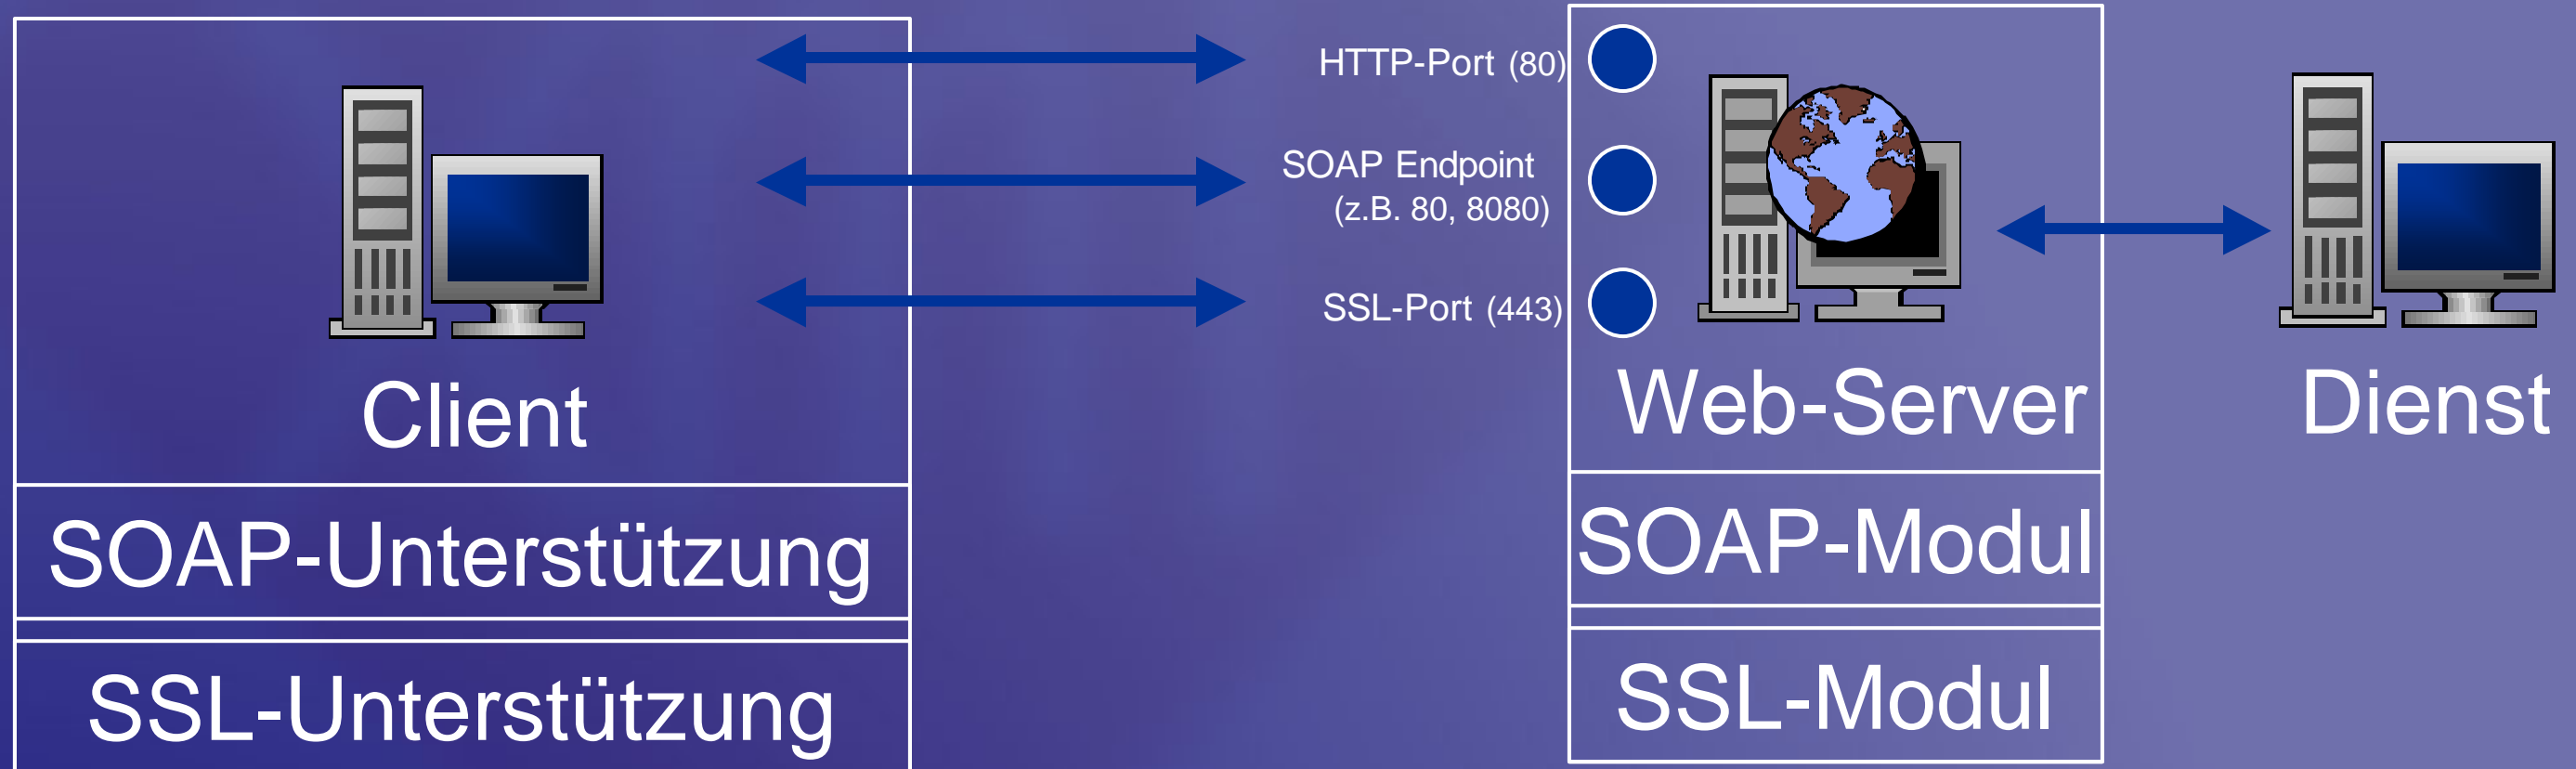 HTTP-Port (80)
SOAP Endpoint
(z.B. 80, 8080)
SSL-Port (443)
Client
Web-Server
Dienst
SOAP-Unterstützung
SOAP-Modul
SSL-Unterstützung
SSL-Modul